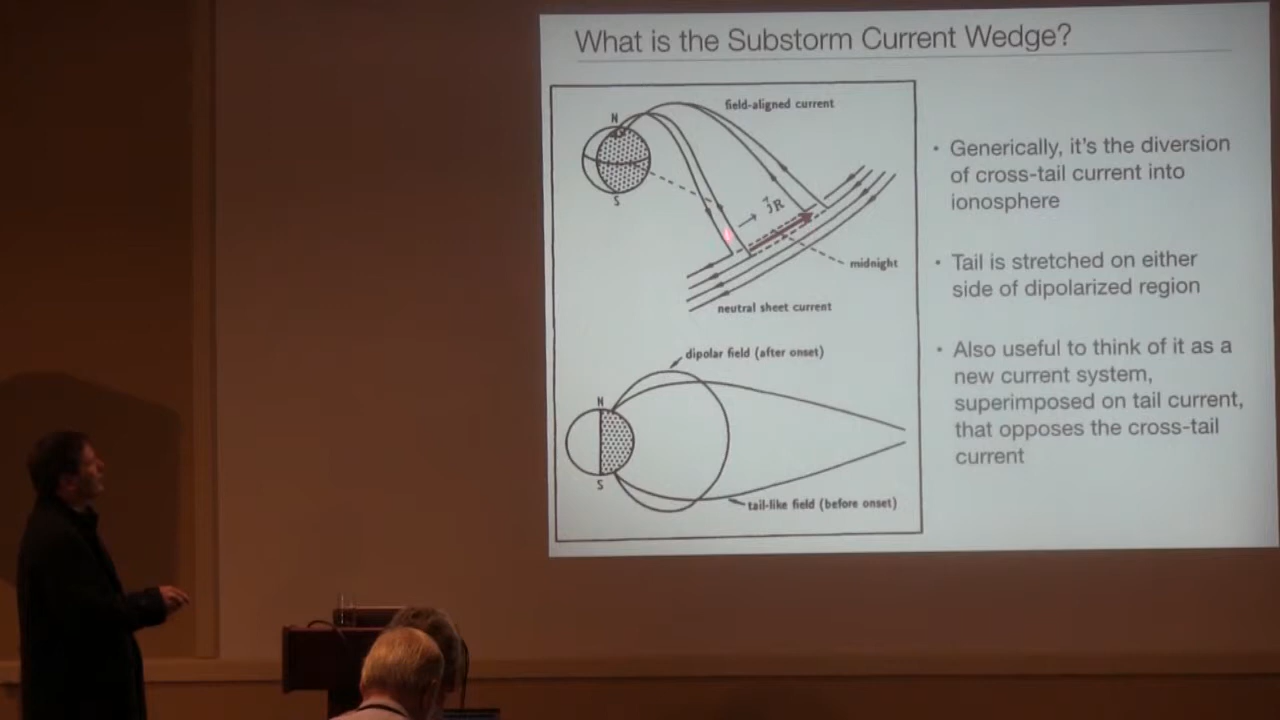 What is the Substorm Current Wedge?
field-aligned current
N
S
J⃗R
midnight
neutral sheet current
dipolar field (after onset)
N
S
tail-like field (before onset)
• Generically, it's the diversion
of cross-tail current into
ionosphere
• Tail is stretched on either
side of dipolarized region
• Also useful to think of it as a
new current system,
superimposed on tail current,
that opposes the cross-tail
current